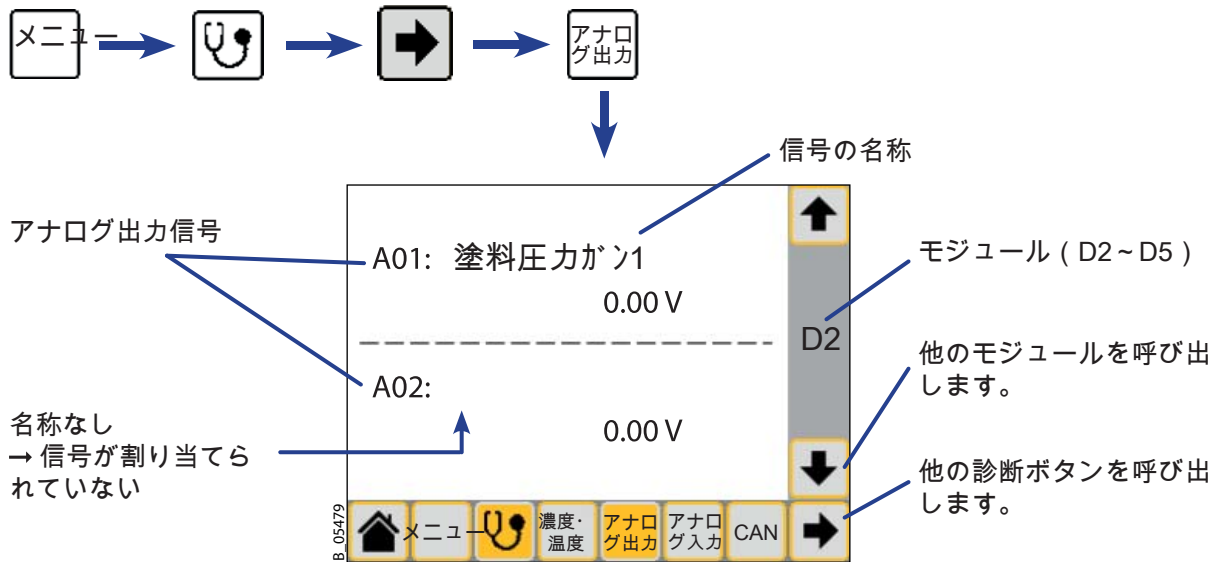 メニュー
アナロ
グ出力
信号の名称
アナログ出力信号
A01: 塗料圧力ガン1
0.00 V
モジュール ( D2 ~ D5 )
D2
A02:
0.00 V
他のモジュールを呼び出
します。
名称なし
→ 信号が割り当てら
れていない
他の診断ボタンを呼び出
します。
B_05479
メニュー
濃度・
温度
アナロ
グ出力
アナロ
グ入力
CAN